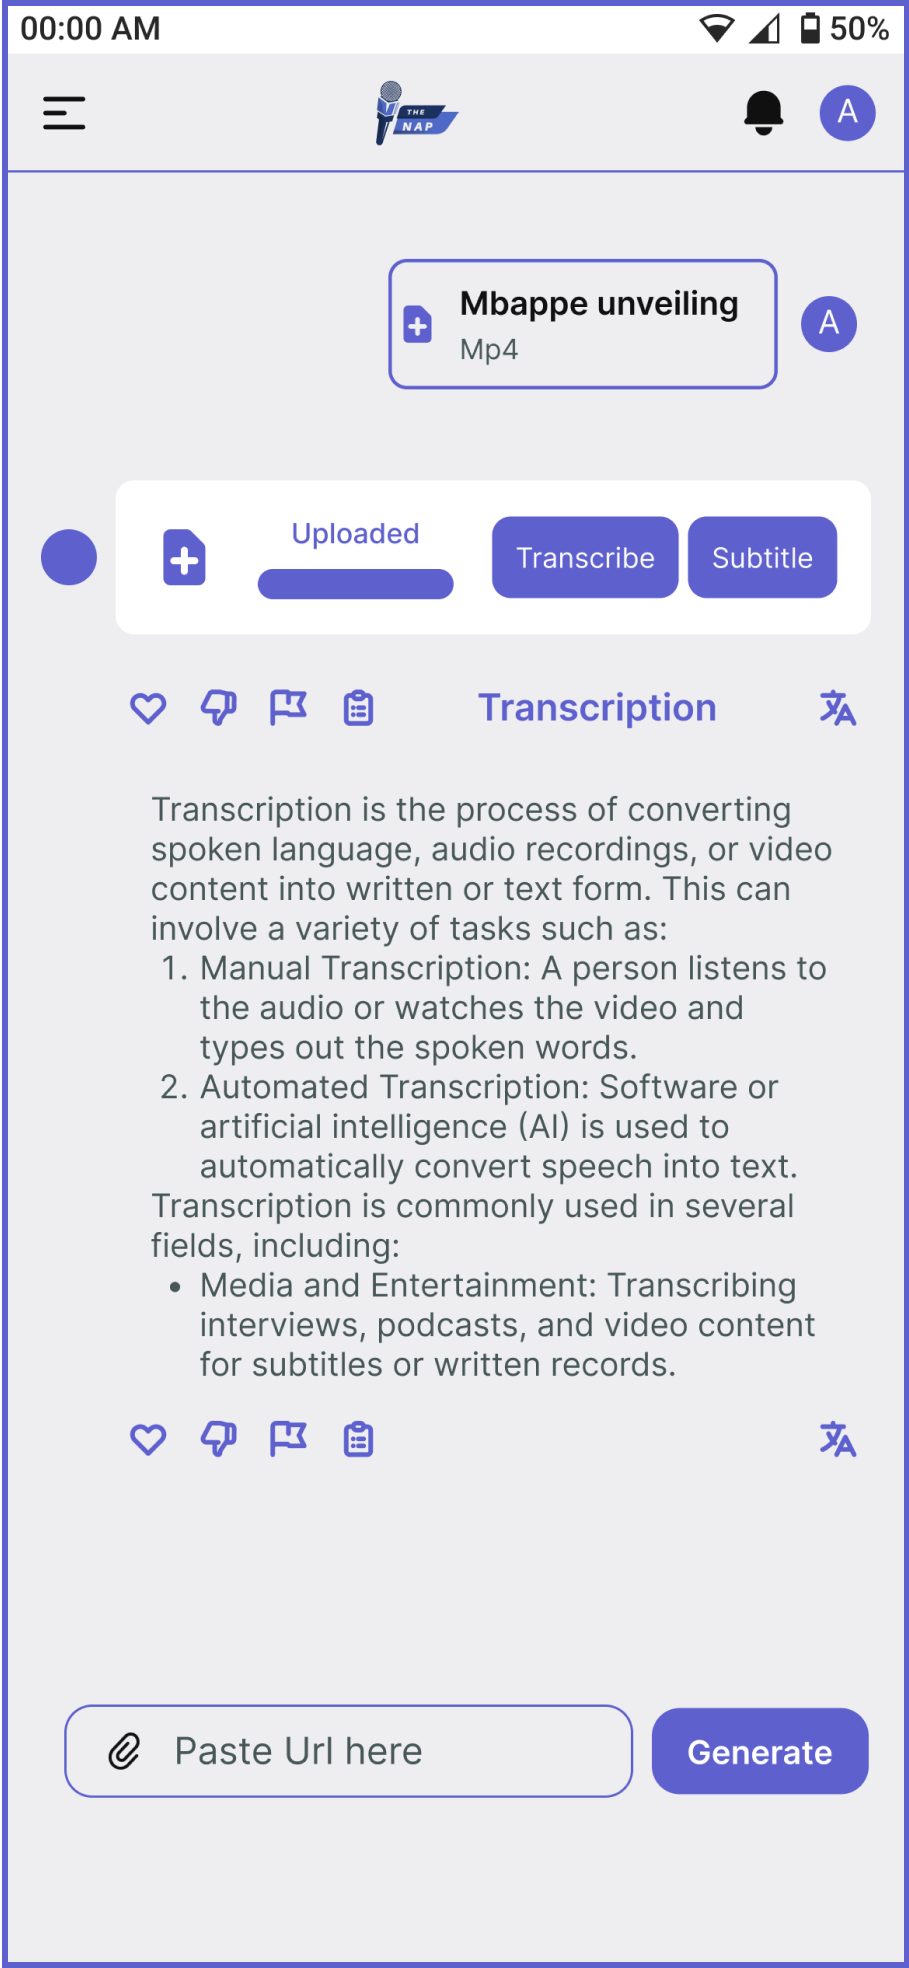 00:00 AM
50%
THE
NAP
A
Mbappe unveiling
Mp4
A
Uploaded
Transcribe
Subtitle
Transcription
Transcription is the process of converting
spoken language, audio recordings, or video
content into written or text form. This can
involve a variety of tasks such as:
1. Manual Transcription: A person listens to
the audio or watches the video and
types out the spoken words.
2. Automated Transcription: Software or
artificial intelligence (AI) is used to
automatically convert speech into text.
Transcription is commonly used in several
fields, including:
• Media and Entertainment: Transcribing
interviews, podcasts, and video content
for subtitles or written records.
Paste Url here
Generate